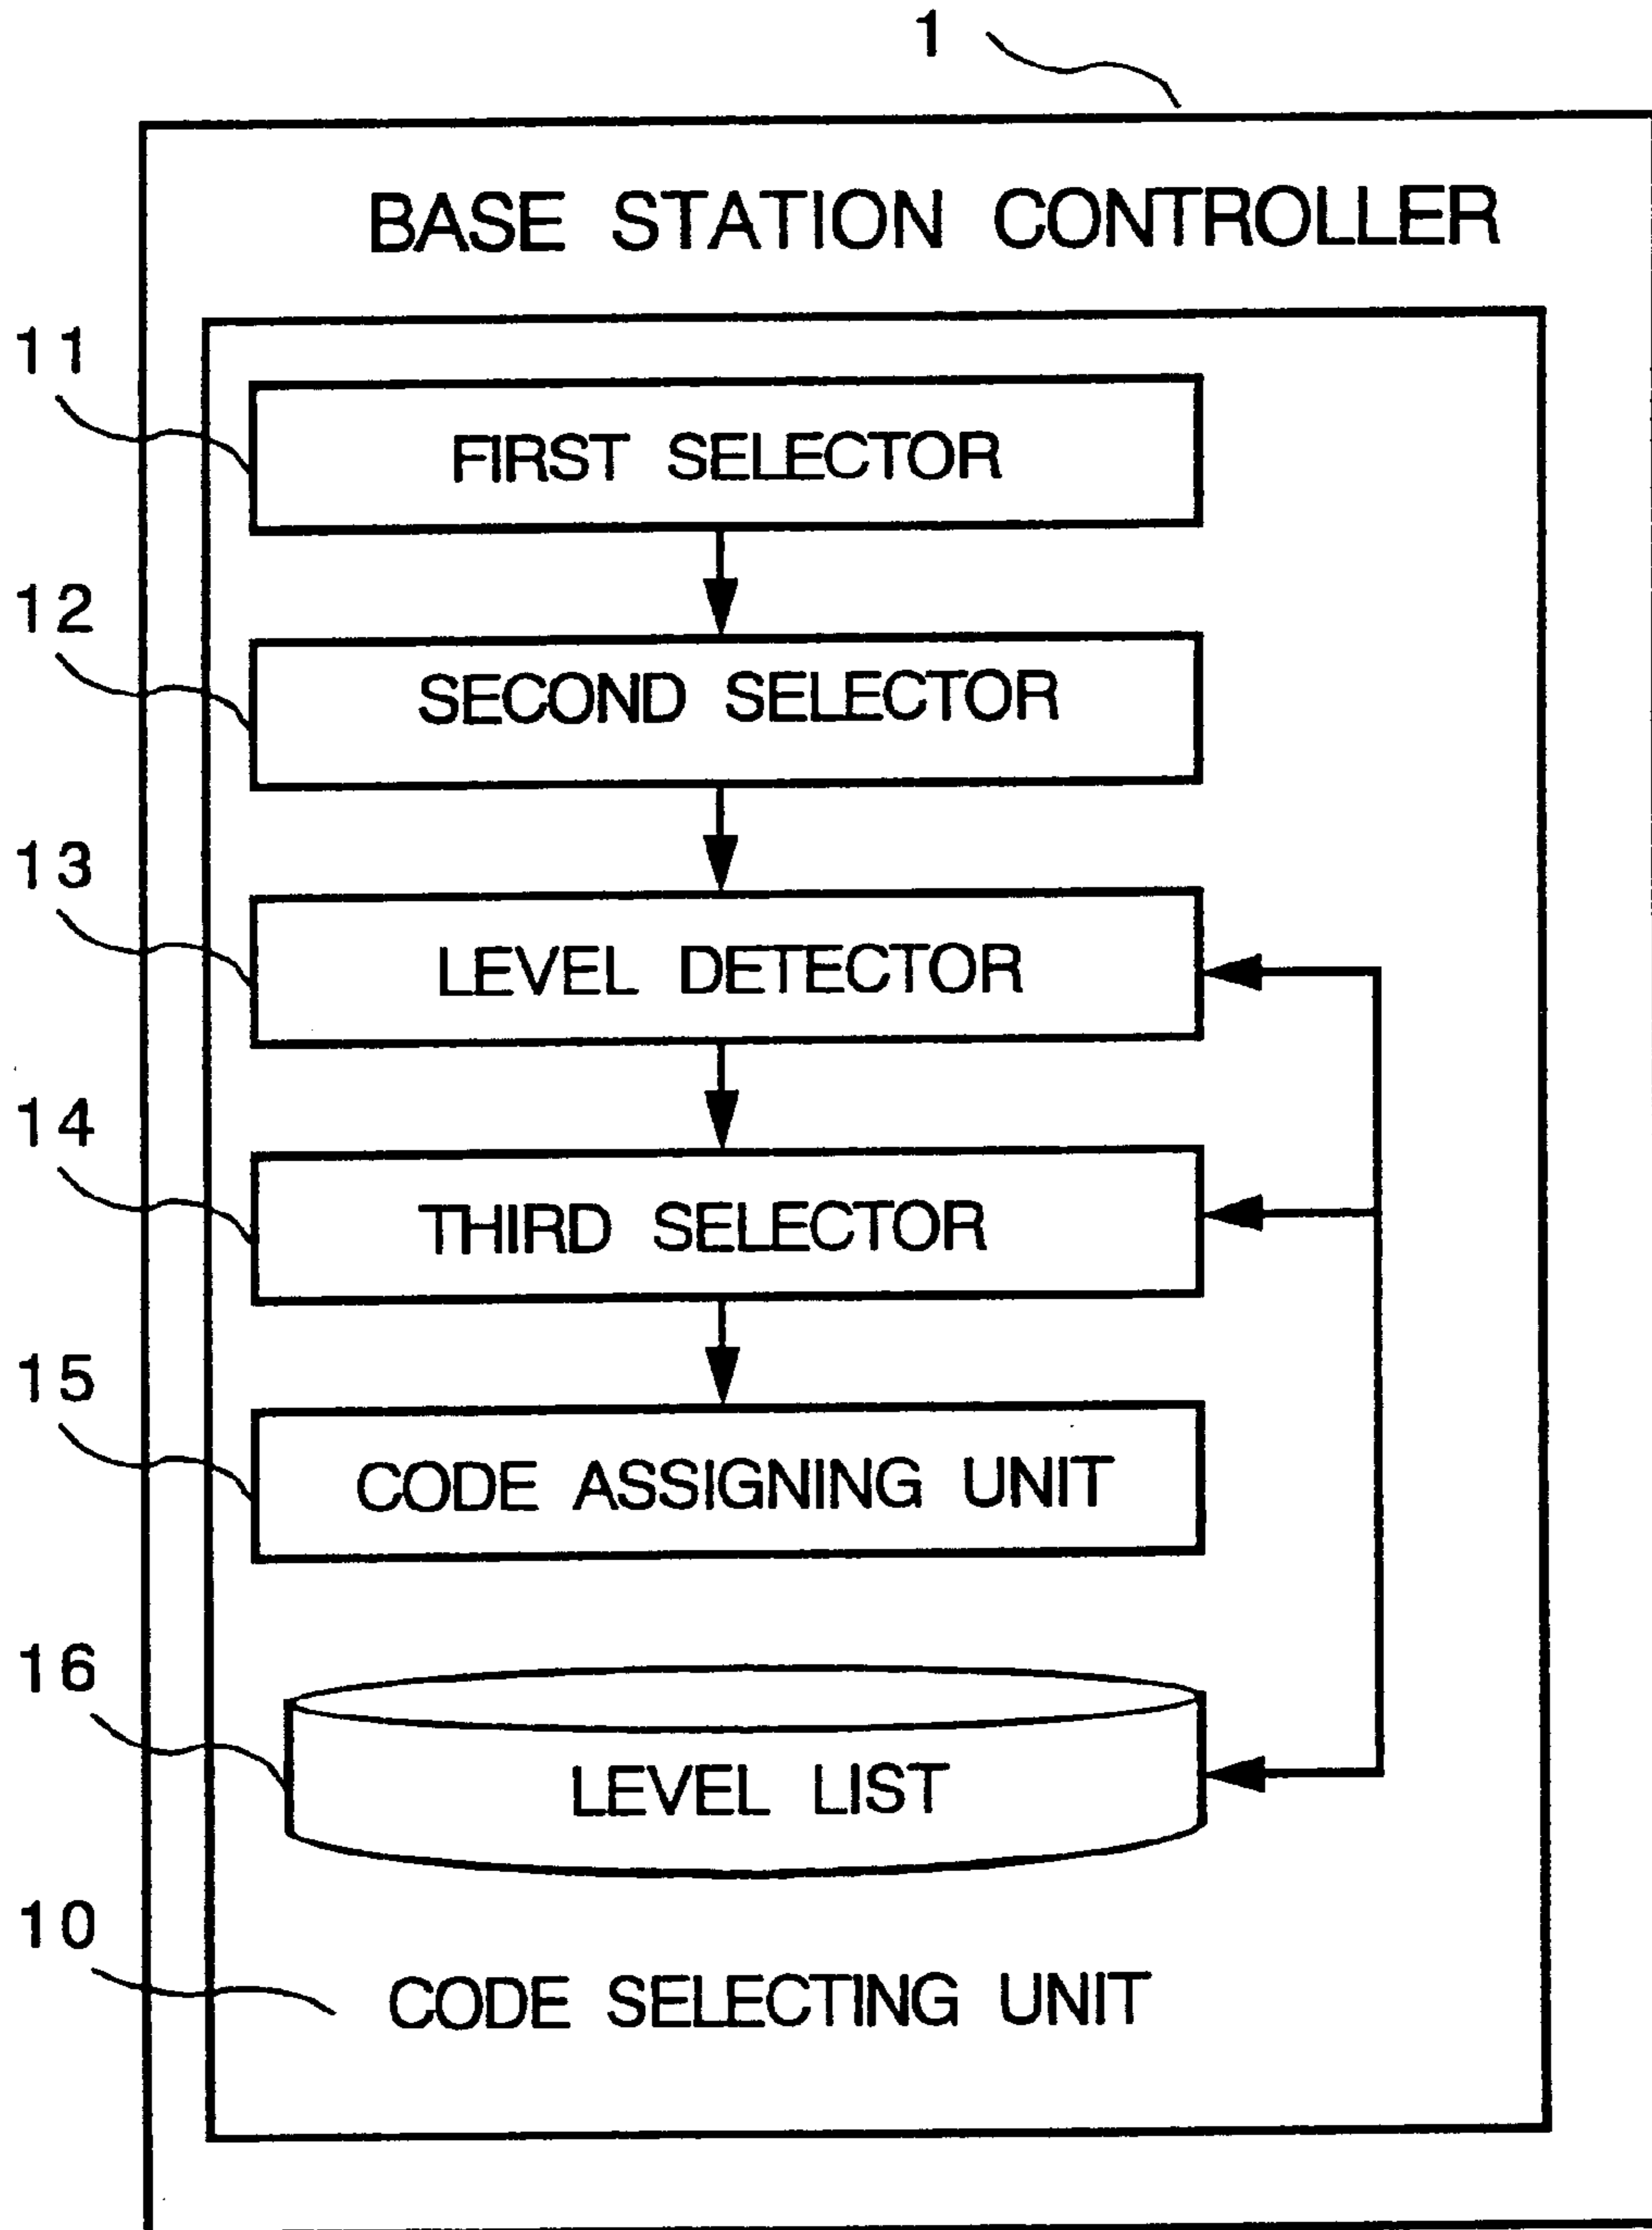 1
BASE STATION CONTROLLER
11
FIRST SELECTOR
12
SECOND SELECTOR
13
LEVEL DETECTOR
14
THIRD SELECTOR
15
CODE ASSIGNING UNIT
16
LEVEL LIST
10
CODE SELECTING UNIT